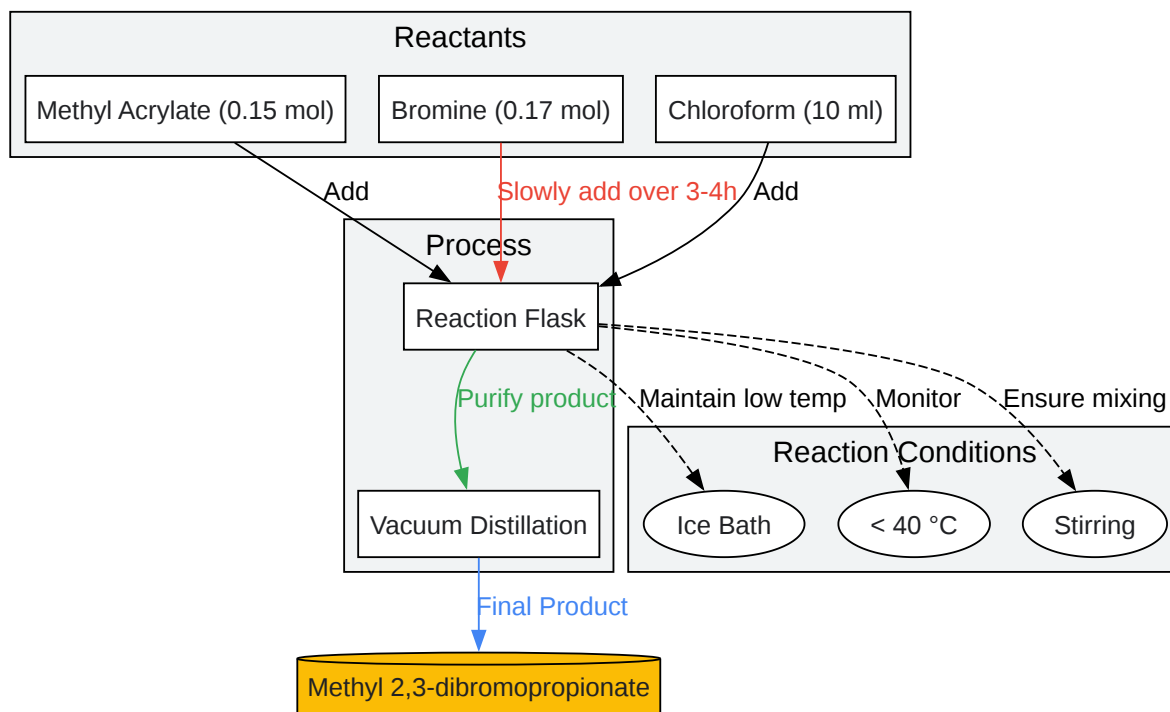 Reactants
Methyl Acrylate (0.15 mol)
Bromine (0.17 mol)
Chloroform (10 ml)
Add
Slowly add over 3-4h
Add
Process
Reaction Flask
Purify product
Maintain low temp
Monitor
Ensure mixing
Reaction Conditions
Vacuum Distillation
Ice Bath
< 40 °C
Stirring
Final Product
Methyl 2,3-dibromopropionate